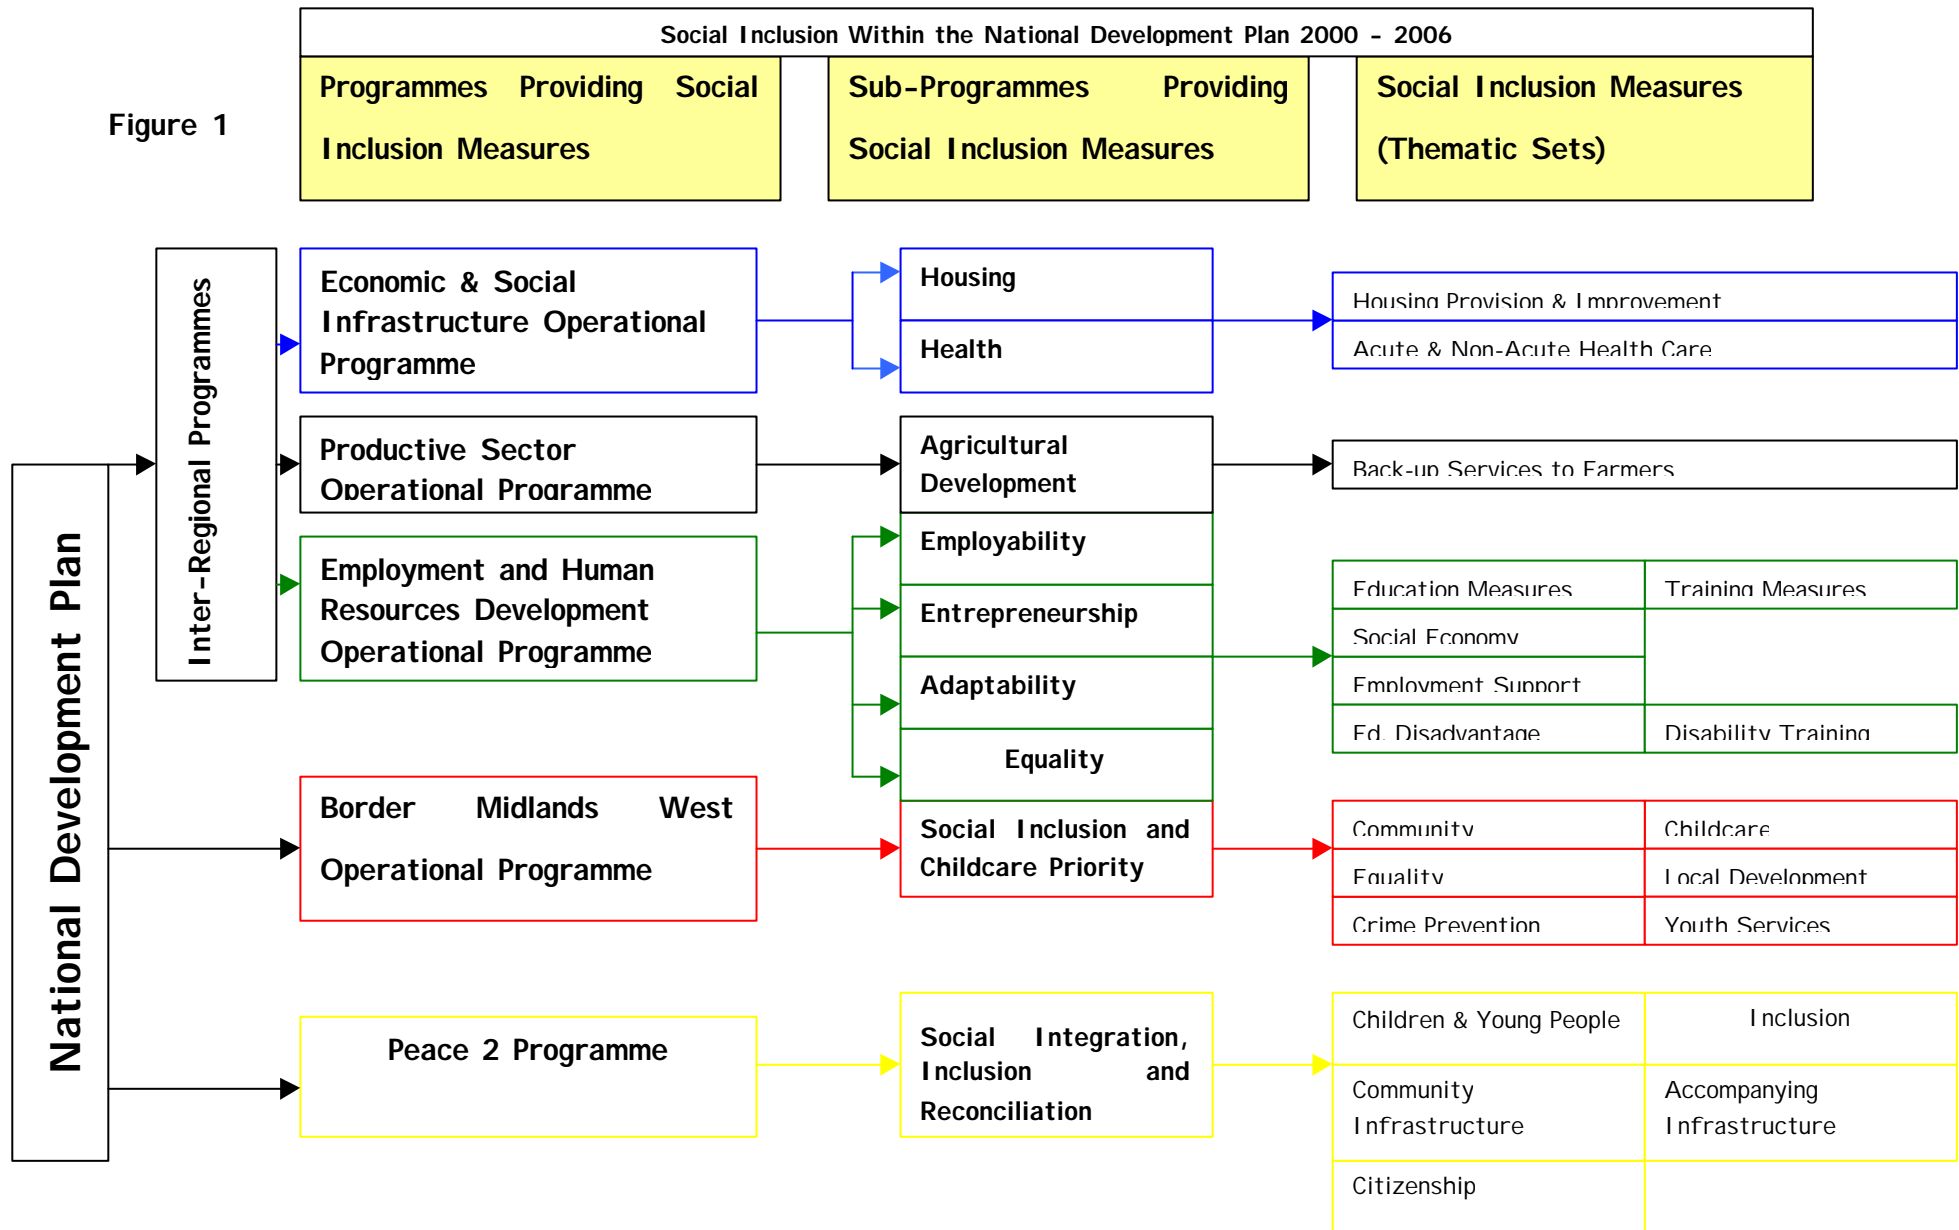 Social Inclusion Within the National Development Plan 2000 - 2006
Figure 1
Programmes Providing Social
Inclusion Measures
Sub-Programmes Providing
Social Inclusion Measures
Social Inclusion Measures
(Thematic Sets)
National Development Plan
Inter-Regional Programmes
Economic & Social
Infrastructure Operational
Programme
Housing
Health
Housing Provision & Improvement
Acute & Non-Acute Health Care
Productive Sector
Operational Programme
Agricultural
Development
Back-up Services to Farmers
Employment and Human
Resources Development
Operational Programme
Employability
Entrepreneurship
Adaptability
Equality
Education Measures
Training Measures
Social Economy
Employment Support
Ed. Disadvantage
Disability Training
Border Midlands West
Operational Programme
Social Inclusion and
Childcare Priority
Community
Childcare
Equality
Local Development
Crime Prevention
Youth Services
Peace 2 Programme
Social Integration,
Inclusion and
Reconciliation
Children & Young People
Inclusion
Community
Infrastructure
Accompanying
Infrastructure
Citizenship